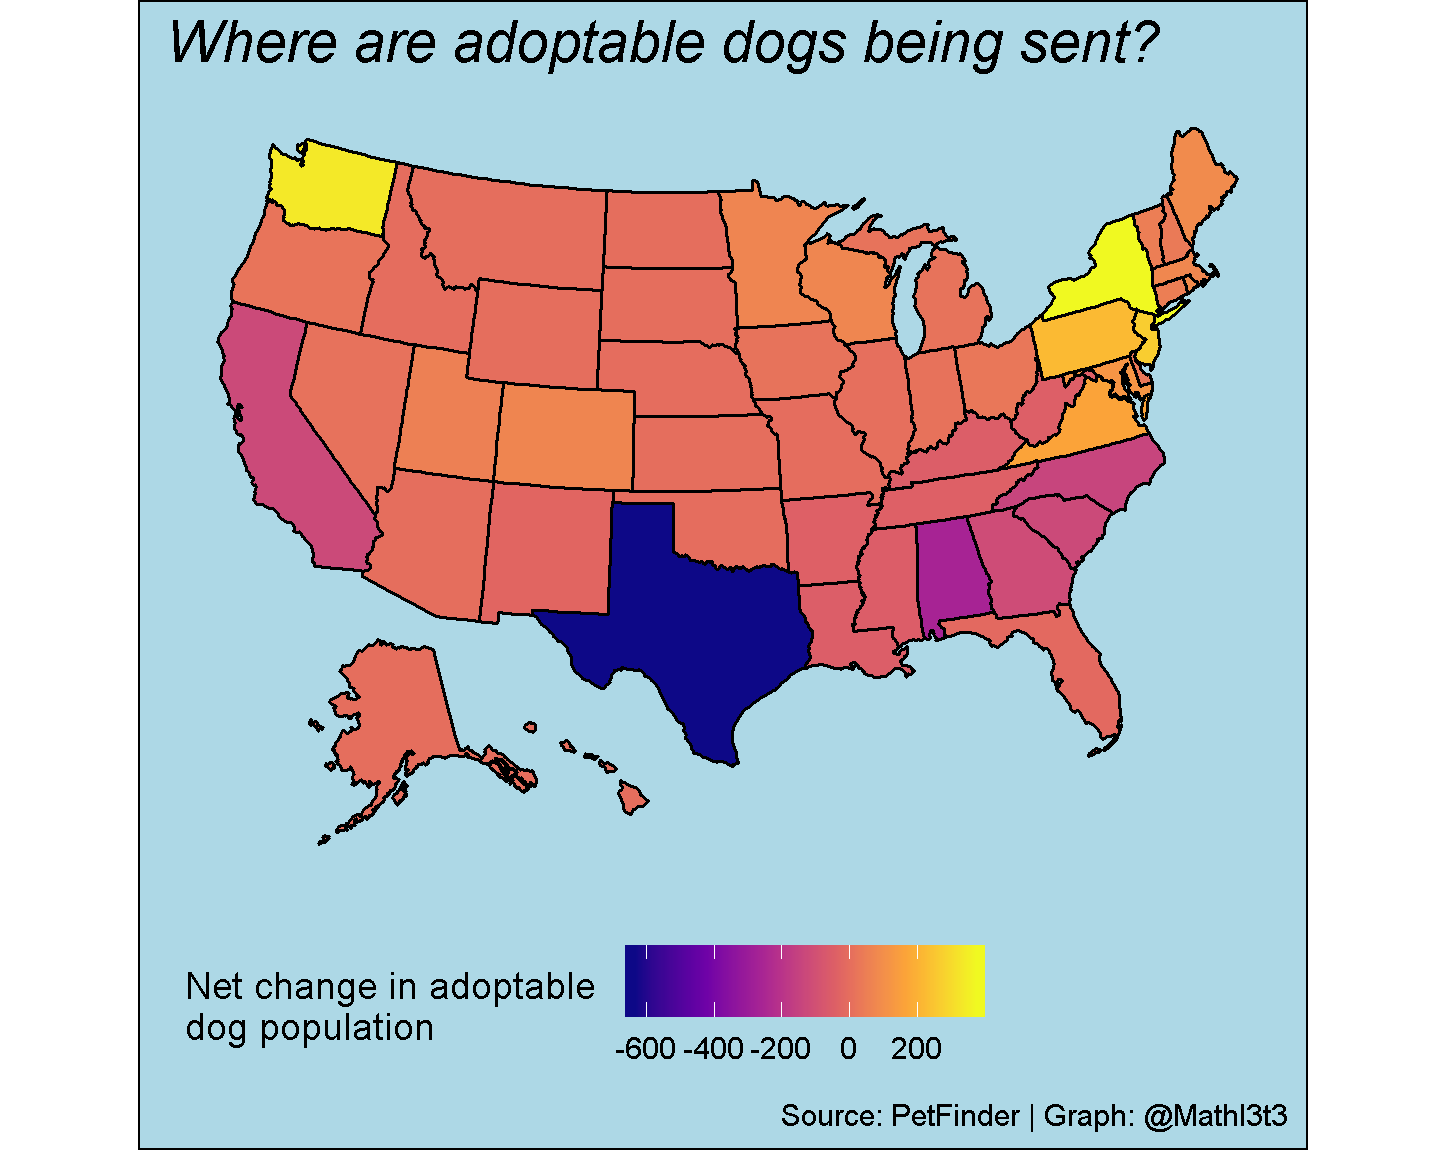 Where are adoptable dogs being sent?
Net change in adoptable
dog population
-600 -400 -200 0 200
Source: PetFinder | Graph: @MathI3t3